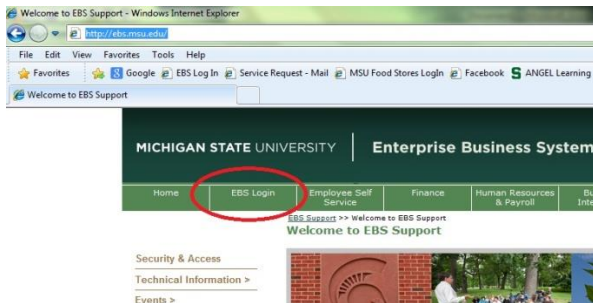 Welcome to EBS Support - Windows Internet Explorer
http://ebs.msu.edu/
File Edit View Favorites Tools Help
Favorites Google EBS Log In Service Request - Mail MSU Food Stores LogIn Facebook ANGEL Learning
Welcome to EBS Support
MICHIGAN STATE UNIVERSITY Enterprise Business System
Home EBS Login Employee Self Finance Human Resources Bu
Service & Payroll Inte
EBS Support >> Welcome to EBS Support
Welcome to EBS Support
Security & Access
Technical Information >
Events >